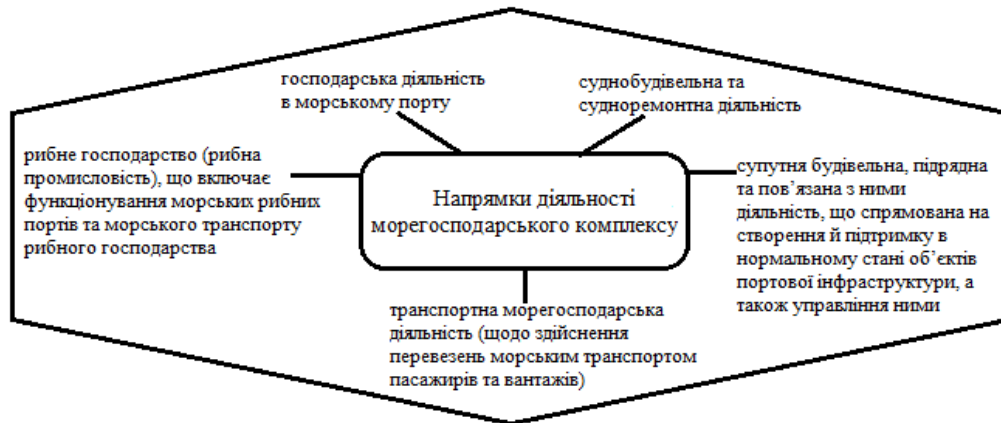 господарська діяльність
в морському порту
суднобудівельна та
судноремонтна діяльність
рибне господарство (рибна
промисловість), що включає
функціонування морських рибних
портів та морського транспорту
рибного господарства
Напрямки діяльності
морегосподарського комплексу
супутня будівельна, підрядна
та пов’язана з ними
діяльність, що спрямована на
створення й підтримку в
нормальному стані об’єктів
портової інфраструктури, а
також управління ними
транспортна морегосподарська
діяльність (щодо здійснення
перевезень морським транспортом
пасажирів та вантажів)